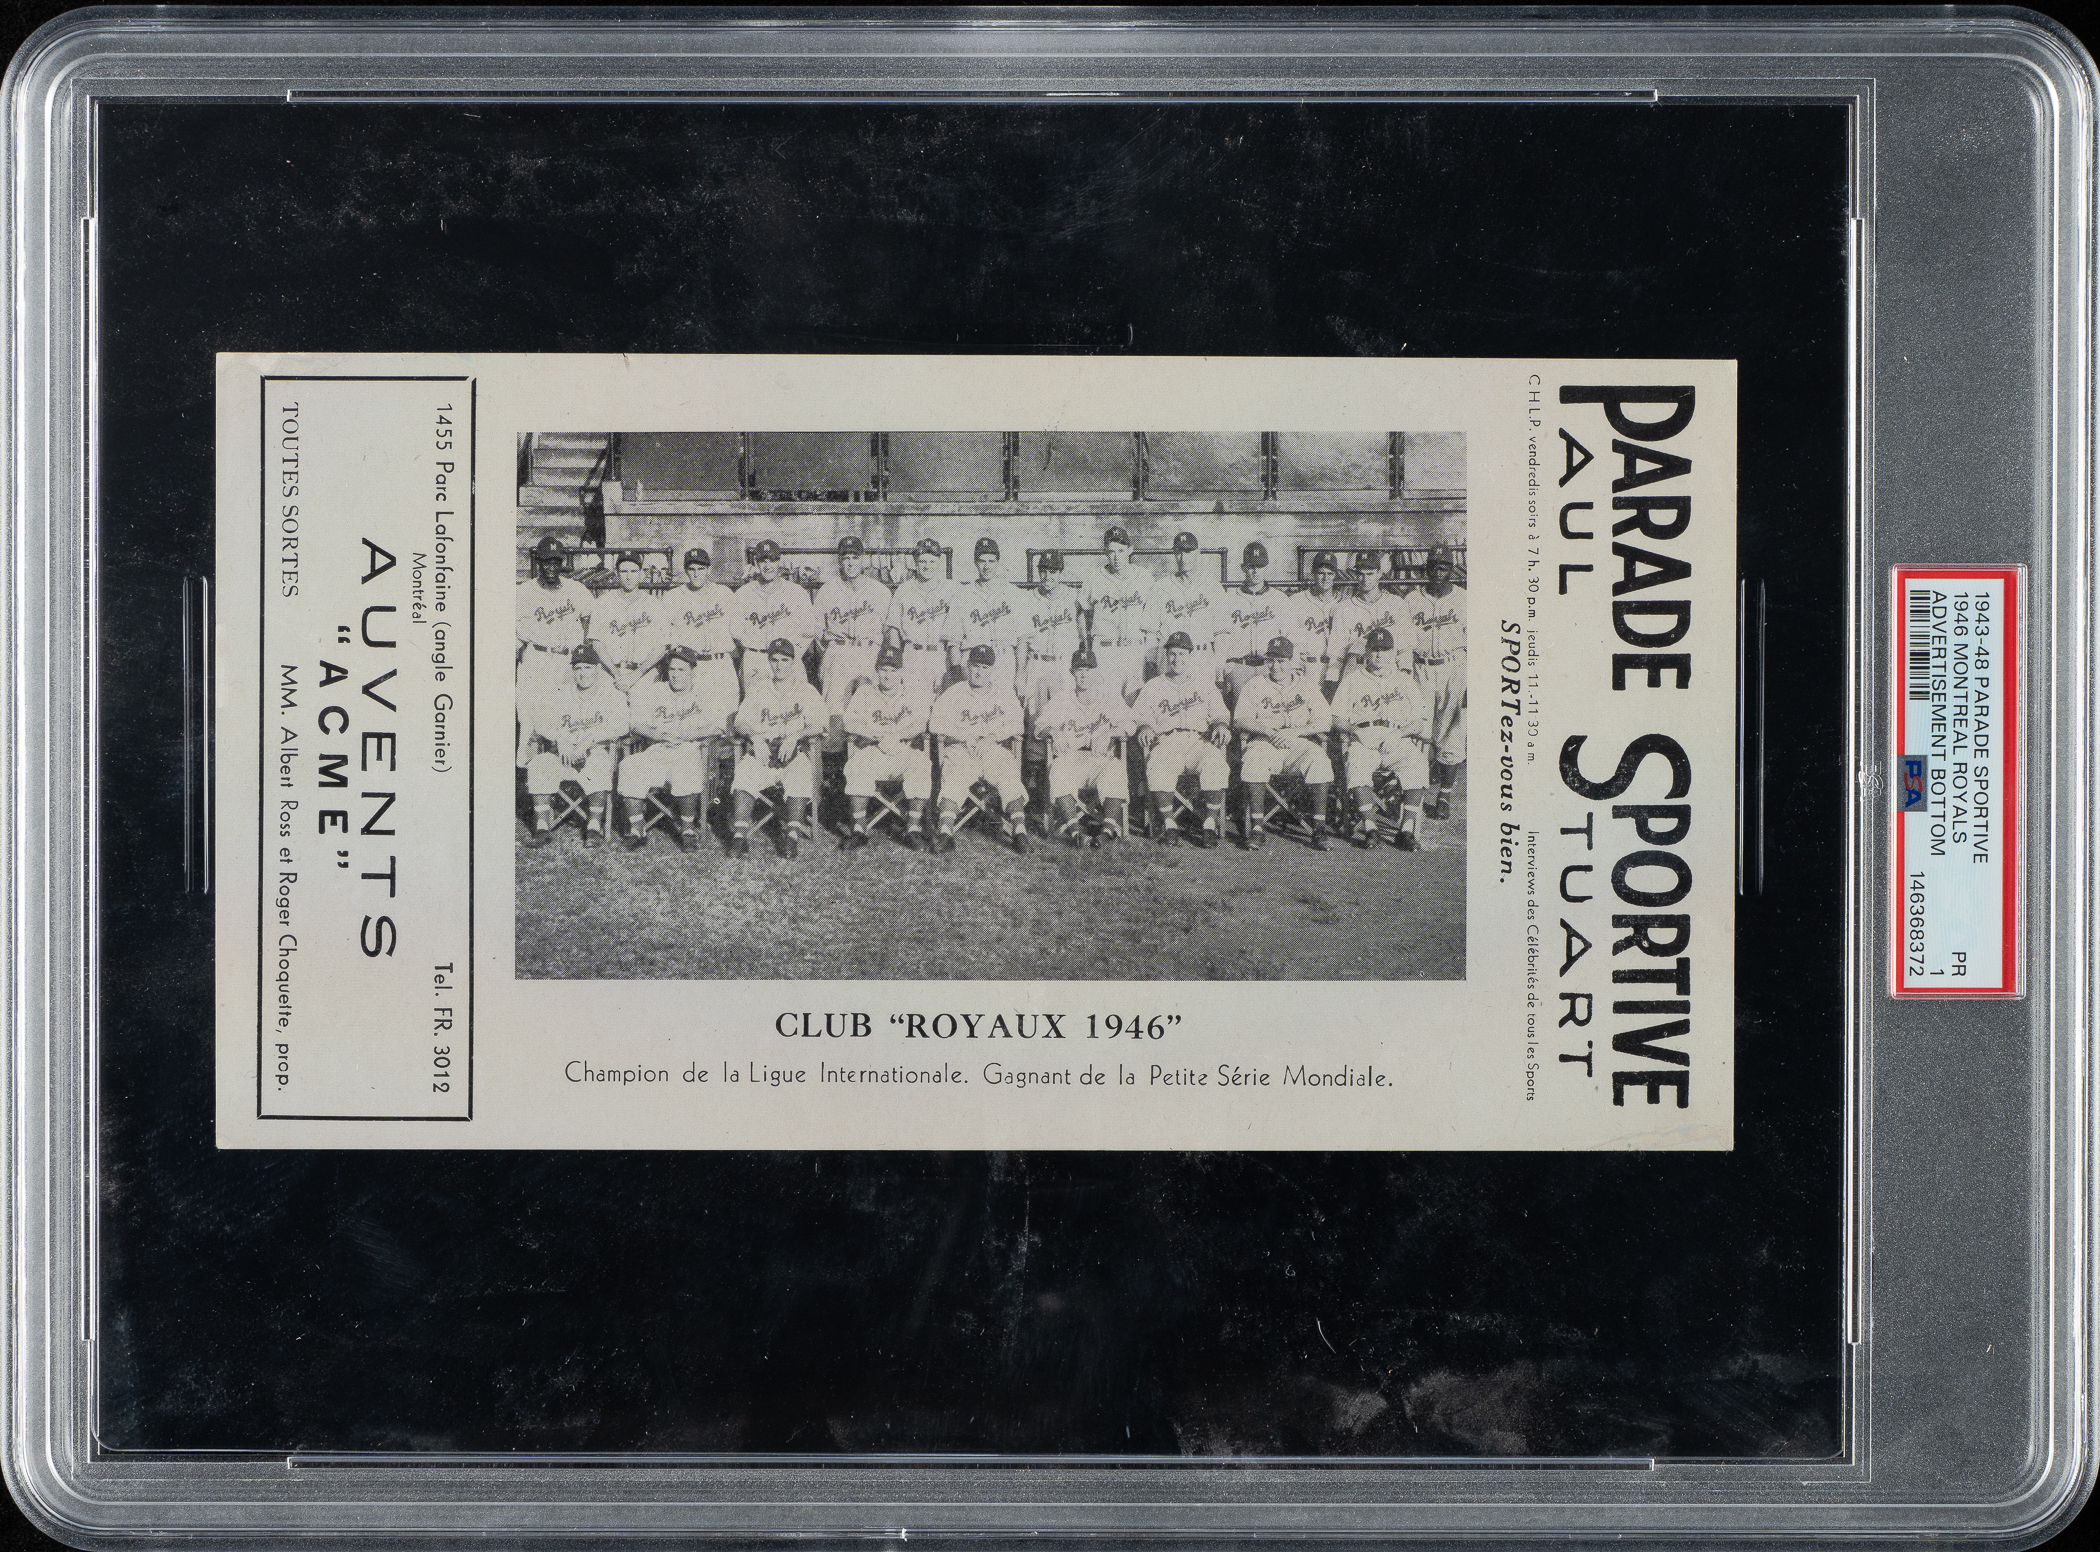 1943-48 PARADE SPORTIVE
1946 MONTREAL ROYALS PR
ADVERTISEMENT BOTTOM 1
PSA 146368372
PARADE SPORTIVE
PAUL STUART
C H L.P. vendredis soirs à 7 h. 30 p.m. jeudis 11.-11 30 a m. Interviews des Célébrités de tous les Sports
SPORTez-vous bien.
CLUB “ROYAUX 1946”
Champion de la Ligue Internationale. Gagnant de la Petite Série Mondiale.
1455 Parc Lafontaine (angle Garnier) Tel. FR. 3012
Montréal
AUVENTS
“ACME”
TOUTES SORTES MM. Albert Ross et Roger Choquette, prop.